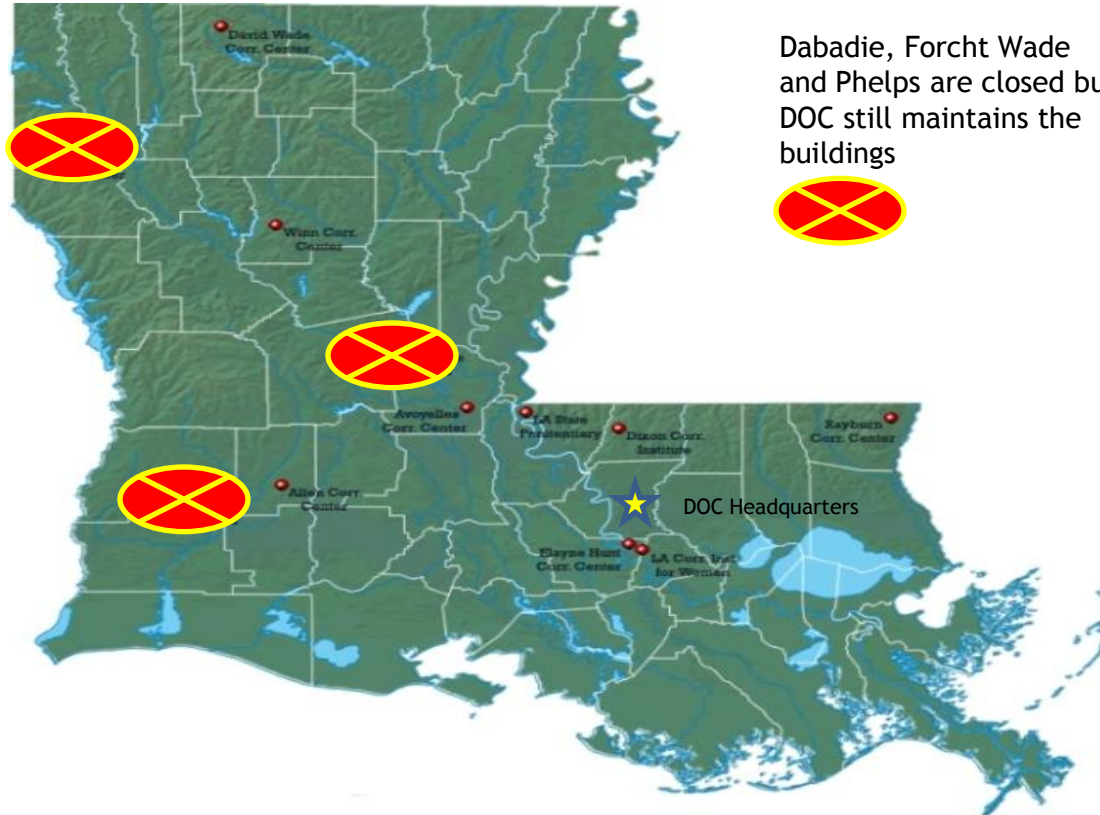 David Wade
Corr. Center
Dabadie, Forcht Wade
and Phelps are closed bu
DOC still maintains the
buildings
Winn Corr.
Center
Avoyelles
Corr. Center
LA State
Penitentiary
Dixon Corr.
Institute
Rayburn
Corr. Center
Allen Corr.
Center
DOC Headquarters
Elayne Hunt
Corr. Center
LA Corr. Inst.
for Women